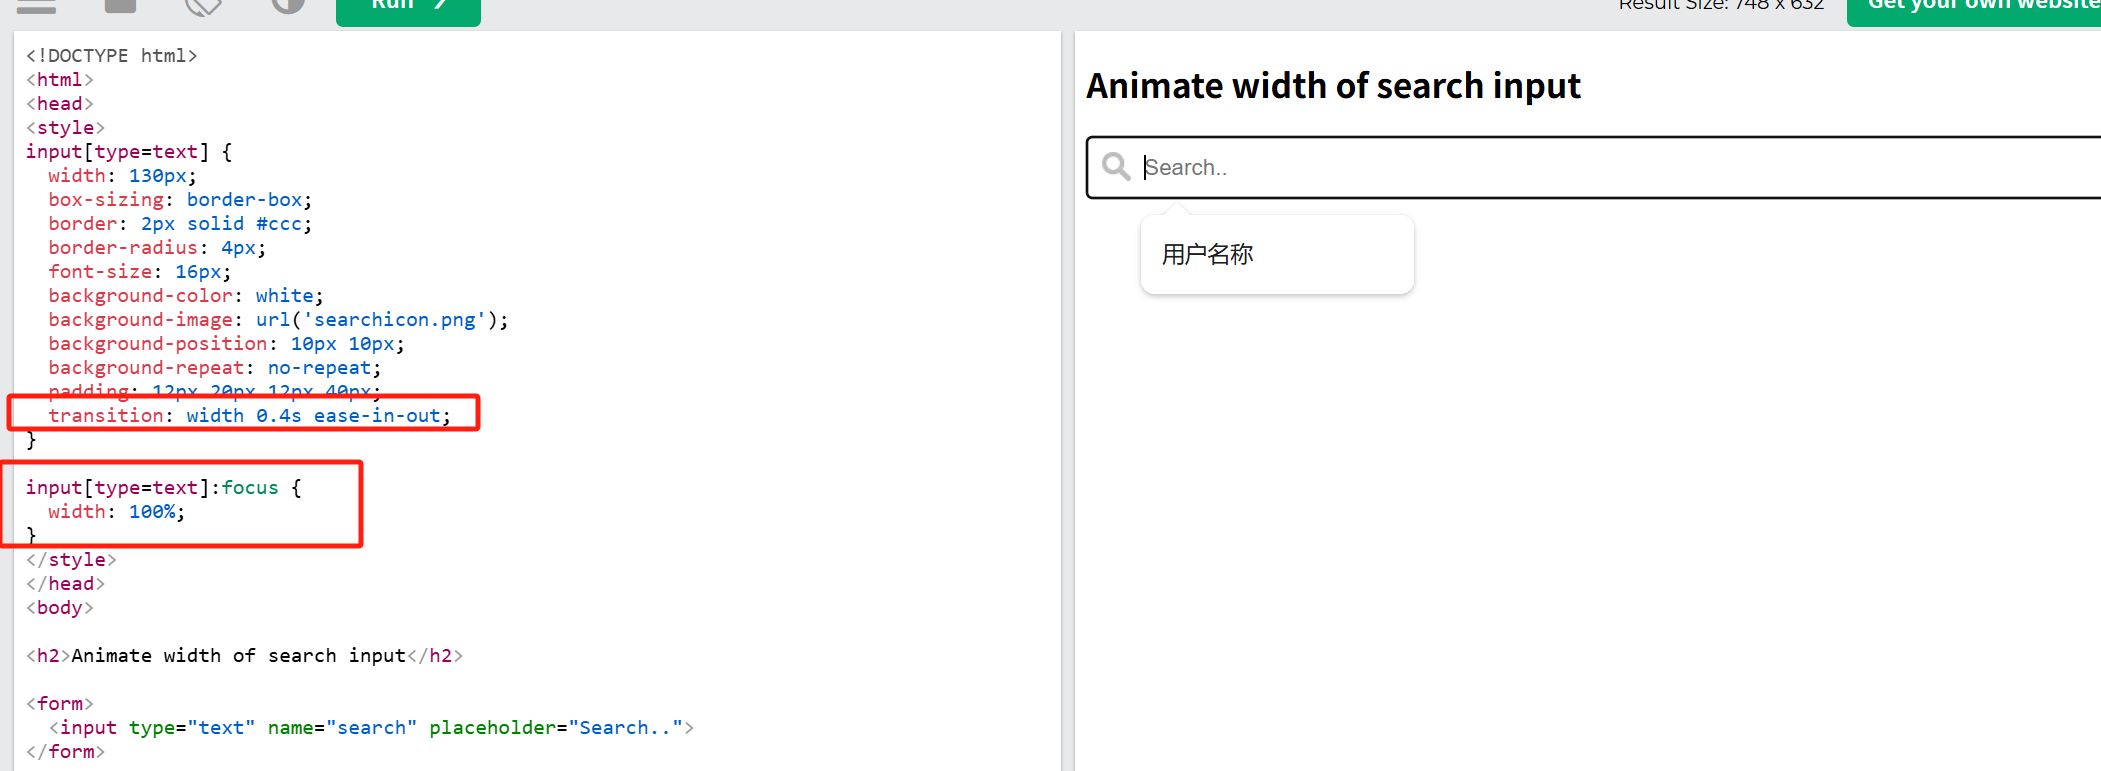 Run ❯
Result Size: 748 x 632
Get your own website
<!DOCTYPE html>
<html>
<head>
<style>
input[type=text] {
  width: 130px;
  box-sizing: border-box;
  border: 2px solid #ccc;
  border-radius: 4px;
  font-size: 16px;
  background-color: white;
  background-image: url('searchicon.png');
  background-position: 10px 10px;
  background-repeat: no-repeat;
  padding: 12px 20px 12px 40px;
  transition: width 0.4s ease-in-out;
}
input[type=text]:focus {
  width: 100%;
}
</style>
</head>
<body>
<h2>Animate width of search input</h2>
<form>
  <input type="text" name="search" placeholder="Search..">
</form>
Animate width of search input
Search..
用户名称